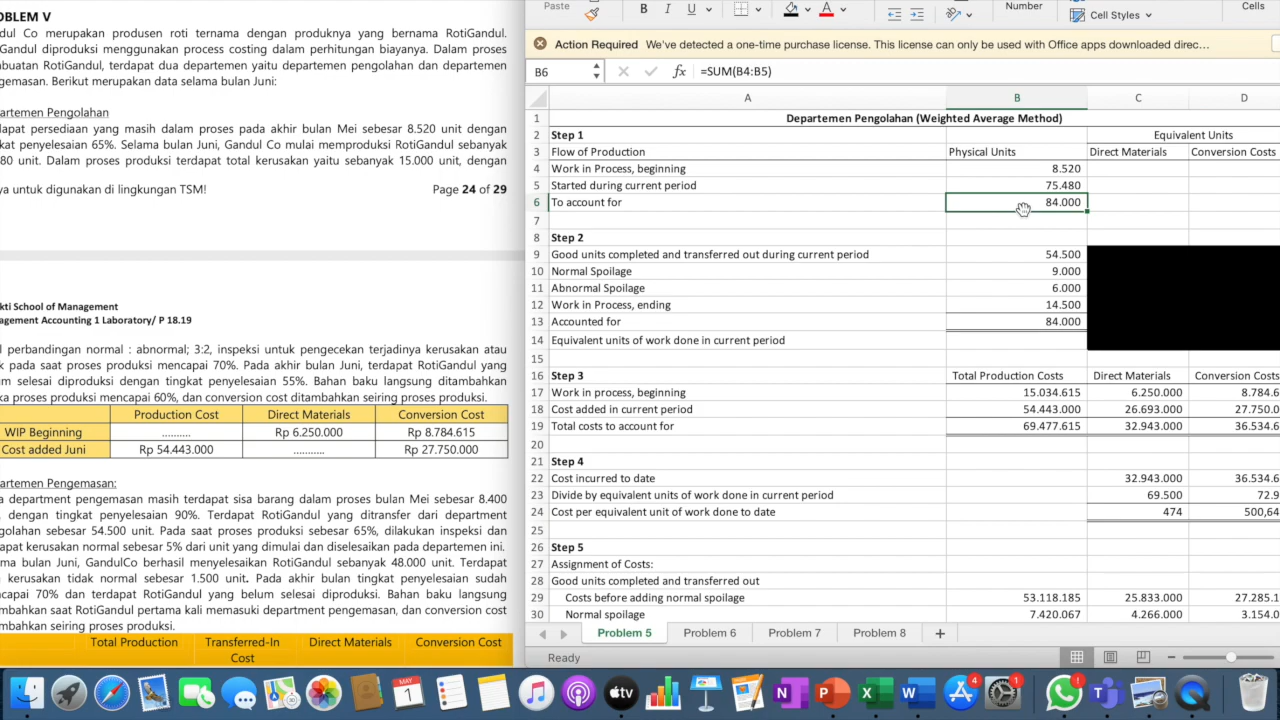 OBLEM V
dul Co merupakan produsen roti ternama dengan produknya yang bernama RotiGandul.
Gandul diproduksi menggunakan process costing dalam perhitungan biayanya. Dalam proses
buatan RotiGandul, terdapat dua departemen yaitu departemen pengolahan dan departemen
gemasan. Berikut merupakan data selama bulan Juni:
artemen Pengolahan
apat persediaan yang masih dalam proses pada akhir bulan Mei sebesar 8.520 unit dengan
kat penyelesaian 65%. Selama bulan Juni, Gandul Co mulai memproduksi RotiGandul sebanyak
80 unit. Dalam proses produksi terdapat total kerusakan yaitu sebanyak 15.000 unit, dengan
ya untuk digunakan di lingkungan TSM! Page 24 of 29
kti School of Management
agement Accounting 1 Laboratory/ P 18.19
l perbandingan normal : abnormal; 3:2, inspeksi untuk pengecekan terjadinya kerusakan atau
k pada saat proses produksi mencapai 70%. Pada akhir bulan Juni, terdapat RotiGandul yang
m selesai diproduksi dengan tingkat penyelesaian 55%. Bahan baku langsung ditambahkan
ka proses produksi mencapai 60%, dan conversion cost ditambahkan seiring proses produksi.
Production Cost Direct Materials Conversion Cost
WIP Beginning .......... Rp 6.250.000 Rp 8.784.615
Cost added Juni Rp 54.443.000 ........... Rp 27.750.000
artemen Pengemasan:
a department pengemasan masih terdapat sisa barang dalam proses bulan Mei sebesar 8.400
dengan tingkat penyelesaian 90%. Terdapat RotiGandul yang ditransfer dari department
golahan sebesar 54.500 unit. Pada saat proses produksi sebesar 65%, dilakukan inspeksi dan
apat kerusakan normal sebesar 5% dari unit yang dimulai dan diselesaikan pada departemen ini.
ma bulan Juni, GandulCo berhasil menyelesaikan RotiGandul sebanyak 48.000 unit. Terdapat
kerusakan tidak normal sebesar 1.500 unit. Pada akhir bulan tingkat penyelesaian sudah
capai 70% dan terdapat RotiGandul yang belum selesai diproduksi. Bahan baku langsung
mbahkan saat RotiGandul pertama kali memasuki department pengemasan, dan conversion cost
mbahkan seiring proses produksi.
Total Production Transferred-In Direct Materials Conversion Cost
Cost
Paste B I U A Number Cells
Cell Styles
Action Required We've detected a one-time purchase license. This license can only be used with Office apps downloaded direc...
B6 fx =SUM(B4:B5)
A B C D
1 Departemen Pengolahan (Weighted Average Method)
2 Step 1 Equivalent Units
3 Flow of Production Physical Units Direct Materials Conversion Costs
4 Work in Process, beginning 8.520
5 Started during current period 75.480
6 To account for 84.000
7
8 Step 2
9 Good units completed and transferred out during current period 54.500
10 Normal Spoilage 9.000
11 Abnormal Spoilage 6.000
12 Work in Process, ending 14.500
13 Accounted for 84.000
14 Equivalent units of work done in current period
15
16 Step 3 Total Production Costs Direct Materials Conversion Costs
17 Work in process, beginning 15.034.615 6.250.000 8.784.6
18 Cost added in current period 54.443.000 26.693.000 27.750.0
19 Total costs to account for 69.477.615 32.943.000 36.534.6
20
21 Step 4
22 Cost incurred to date 32.943.000 36.534.6
23 Divide by equivalent units of work done in current period 69.500 72.9
24 Cost per equivalent unit of work done to date 474 500,64
25
26 Step 5
27 Assignment of Costs:
28 Good units completed and transferred out
29 Costs before adding normal spoilage 53.118.185 25.833.000 27.285.1
30 Normal spoilage 7.420.067 4.266.000 3.154.0
Problem 5 Problem 6 Problem 7 Problem 8 +
Ready
MAY
1
tv N P X W 4 1 1